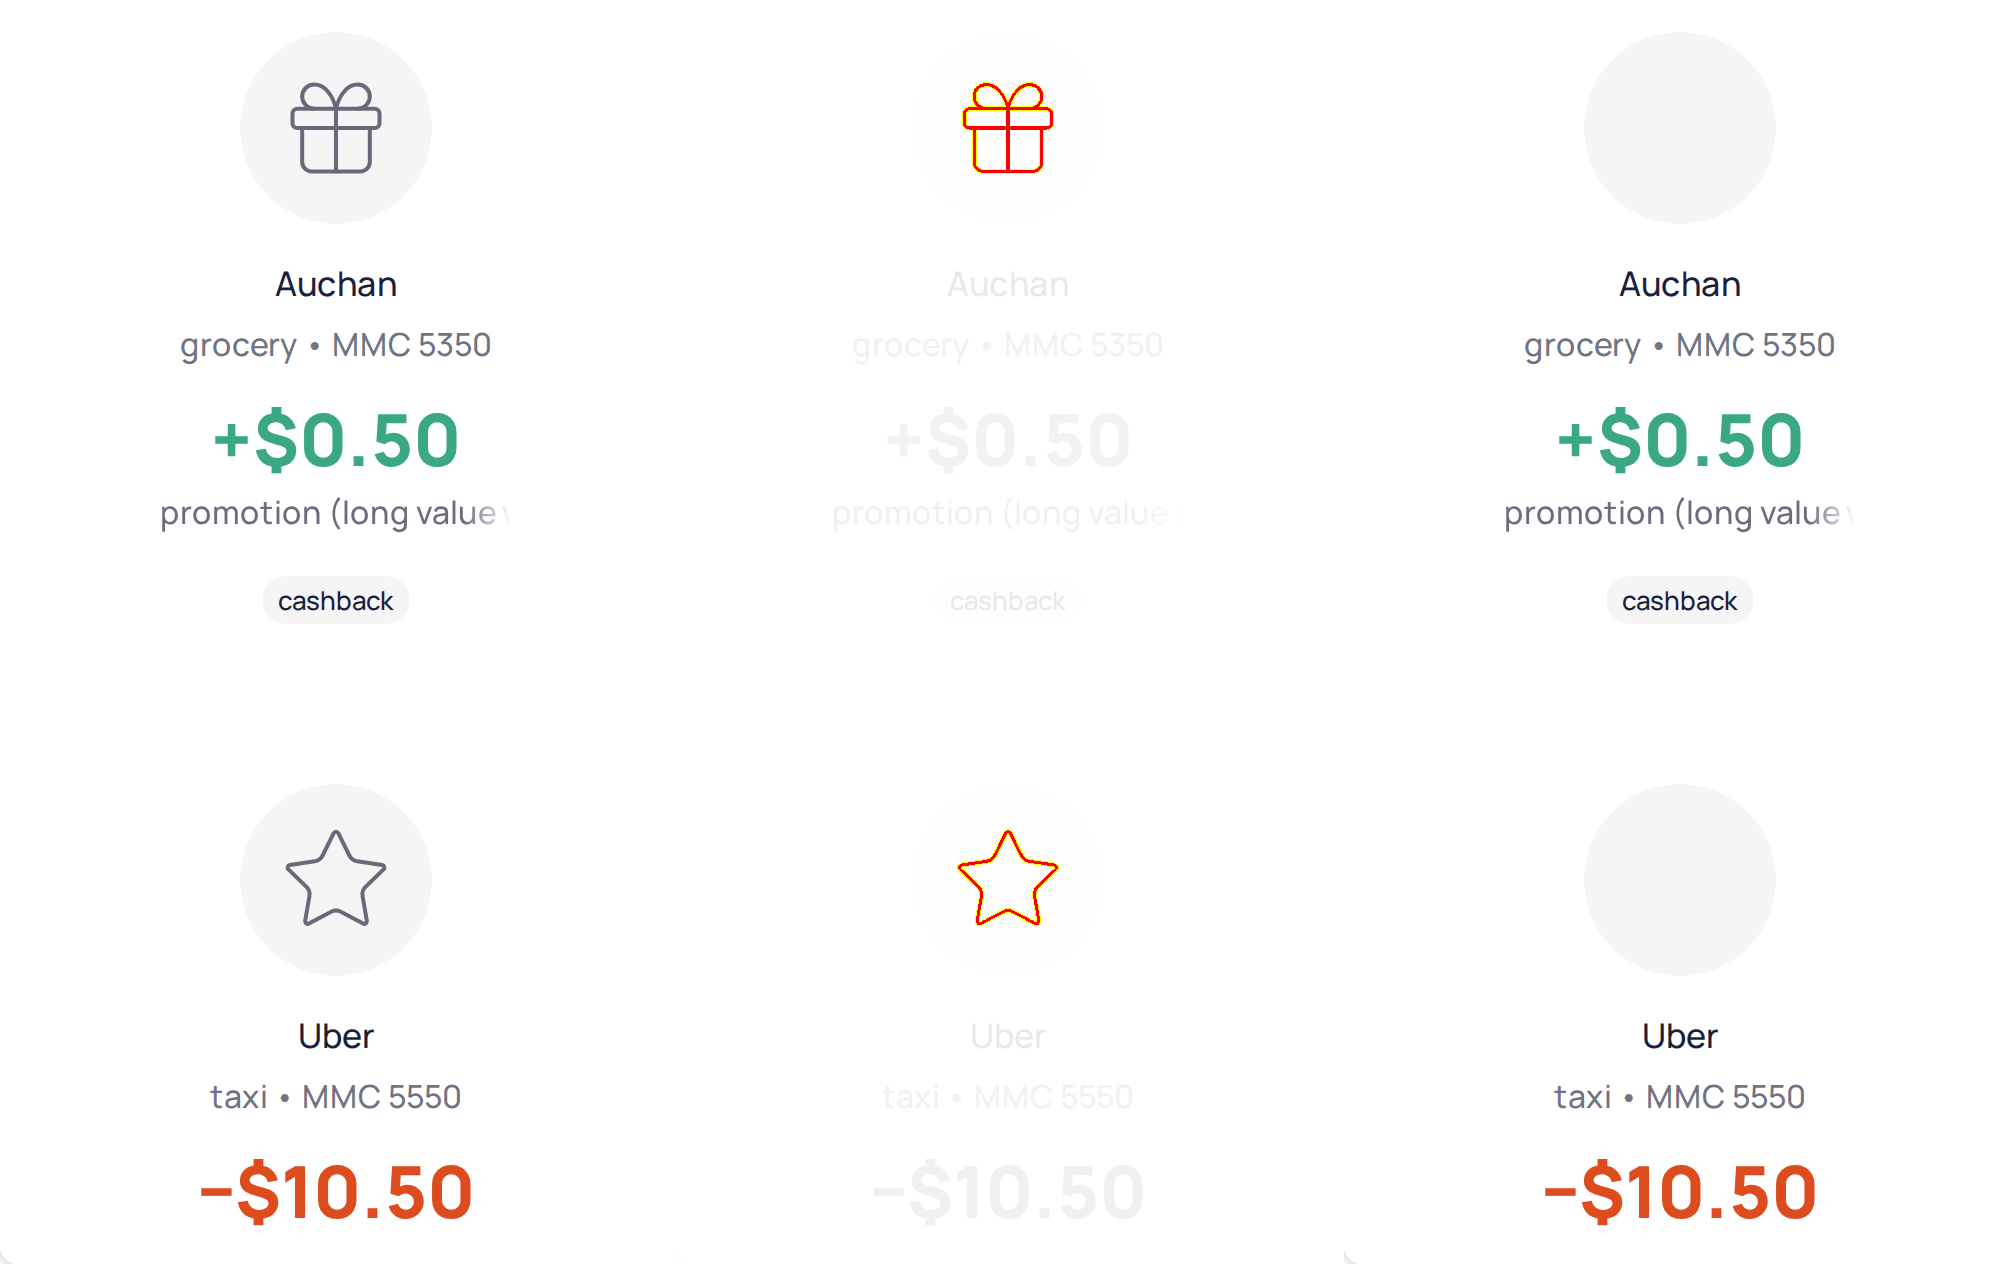 Auchan Auchan Auchan
grocery • MMC 5350 grocery • MMC 5350 grocery • MMC 5350
+$0.50 +$0.50 +$0.50
promotion (long value promotion (long value promotion (long value
cashback cashback cashback
Uber Uber Uber
taxi • MMC 5550 taxi • MMC 5550 taxi • MMC 5550
−$10.50 −$10.50 −$10.50